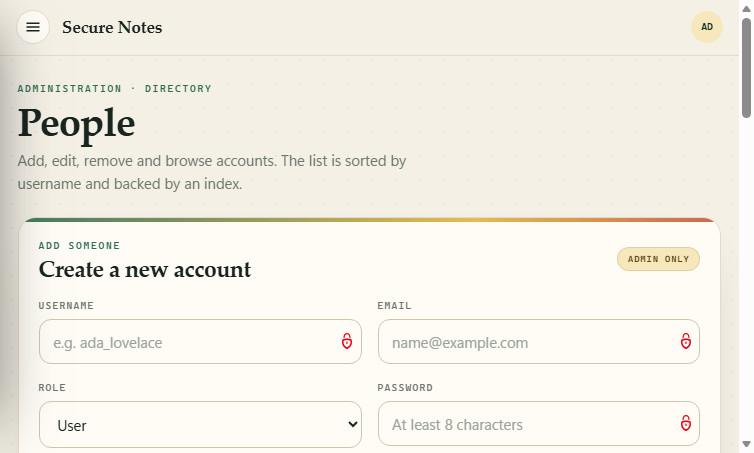 Secure Notes
AD
ADMINISTRATION · DIRECTORY
People
Add, edit, remove and browse accounts. The list is sorted by
username and backed by an index.
ADD SOMEONE
Create a new account
ADMIN ONLY
USERNAME
EMAIL
e.g. ada_lovelace
name@example.com
ROLE
PASSWORD
User
At least 8 characters